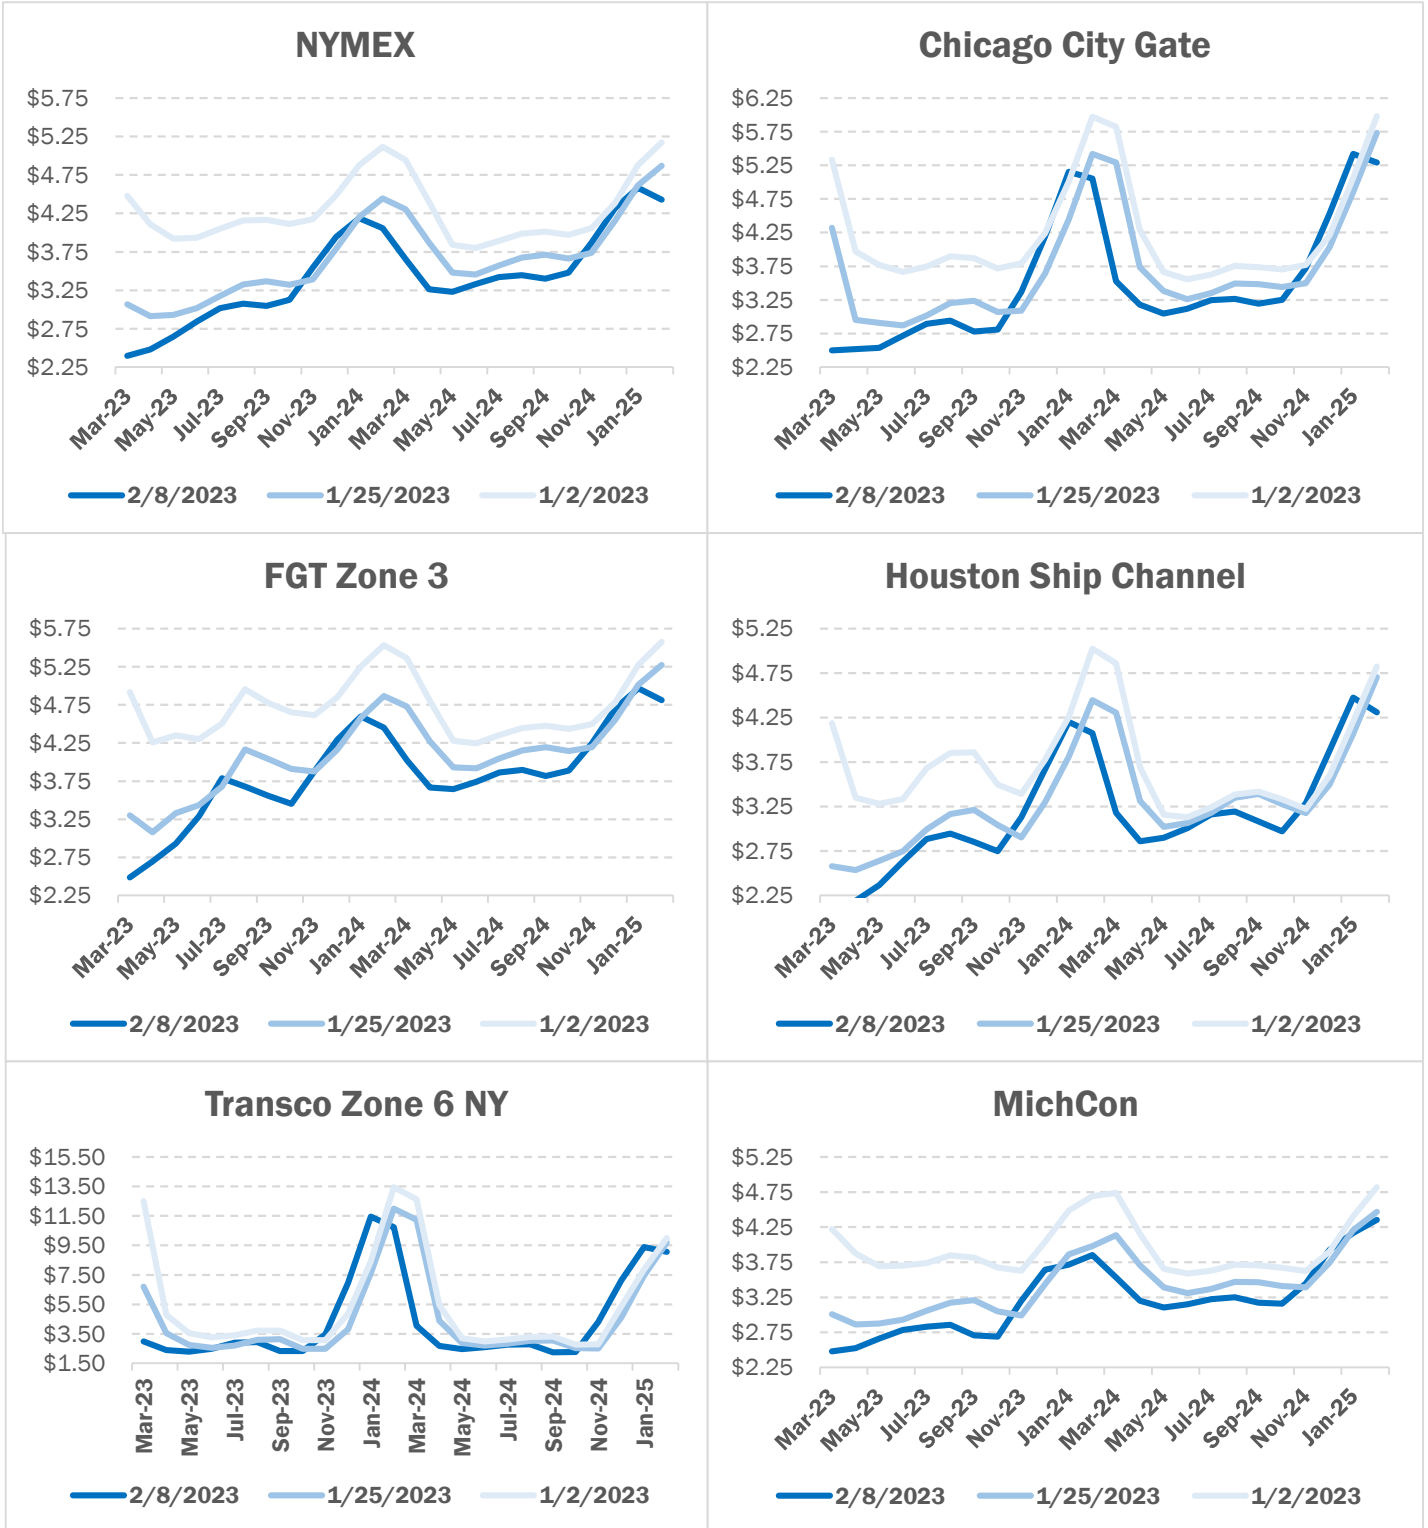 NYMEX
$5.75
$5.25
$4.75
$4.25
$3.75
$3.25
$2.75
$2.25
Mar-23 May-23 Jul-23 Sep-23 Nov-23 Jan-24 Mar-24 May-24 Jul-24 Sep-24 Nov-24 Jan-25
2/8/2023 1/25/2023 1/2/2023
Chicago City Gate
$6.25
$5.75
$5.25
$4.75
$4.25
$3.75
$3.25
$2.75
$2.25
Mar-23 May-23 Jul-23 Sep-23 Nov-23 Jan-24 Mar-24 May-24 Jul-24 Sep-24 Nov-24 Jan-25
2/8/2023 1/25/2023 1/2/2023
FGT Zone 3
$5.75
$5.25
$4.75
$4.25
$3.75
$3.25
$2.75
$2.25
Mar-23 May-23 Jul-23 Sep-23 Nov-23 Jan-24 Mar-24 May-24 Jul-24 Sep-24 Nov-24 Jan-25
2/8/2023 1/25/2023 1/2/2023
Houston Ship Channel
$5.25
$4.75
$4.25
$3.75
$3.25
$2.75
$2.25
Mar-23 May-23 Jul-23 Sep-23 Nov-23 Jan-24 Mar-24 May-24 Jul-24 Sep-24 Nov-24 Jan-25
2/8/2023 1/25/2023 1/2/2023
Transco Zone 6 NY
$15.50
$13.50
$11.50
$9.50
$7.50
$5.50
$3.50
$1.50
Mar-23 May-23 Jul-23 Sep-23 Nov-23 Jan-24 Mar-24 May-24 Jul-24 Sep-24 Nov-24 Jan-25
2/8/2023 1/25/2023 1/2/2023
MichCon
$5.25
$4.75
$4.25
$3.75
$3.25
$2.75
$2.25
Mar-23 May-23 Jul-23 Sep-23 Nov-23 Jan-24 Mar-24 May-24 Jul-24 Sep-24 Nov-24 Jan-25
2/8/2023 1/25/2023 1/2/2023